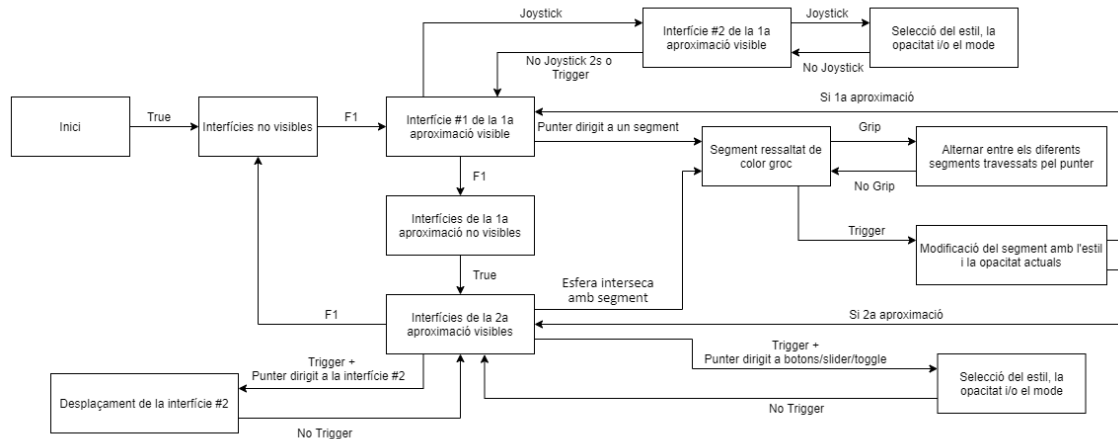 Joystick
Interfície #2 de la 1a
aproximació visible
Joystick
Selecció del estil, la
opacitat i/o el mode
No Joystick 2s o
Trigger
No Joystick
Inici
True
Interfícies no visibles
F1
Interfície #1 de la 1a
aproximació visible
Si 1a aproximació
Punter dirigit a un segment
Segment ressaltat de
color groc
Grip
Alternar entre els diferents
segments travessats pel punter
No Grip
F1
Interfícies de la 1a
aproximació no visibles
Trigger
Modificació del segment amb l'estil
i la opacitat actuals
True
Esfera interseca
amb segment
F1
Interfícies de la 2a
aproximació visibles
Si 2a aproximació
Trigger +
Punter dirigit a la interfície #2
Trigger +
Punter dirigit a botons/slider/toggle
Desplaçament de la interfície #2
Selecció del estil, la
opacitat i/o el mode
No Trigger
No Trigger